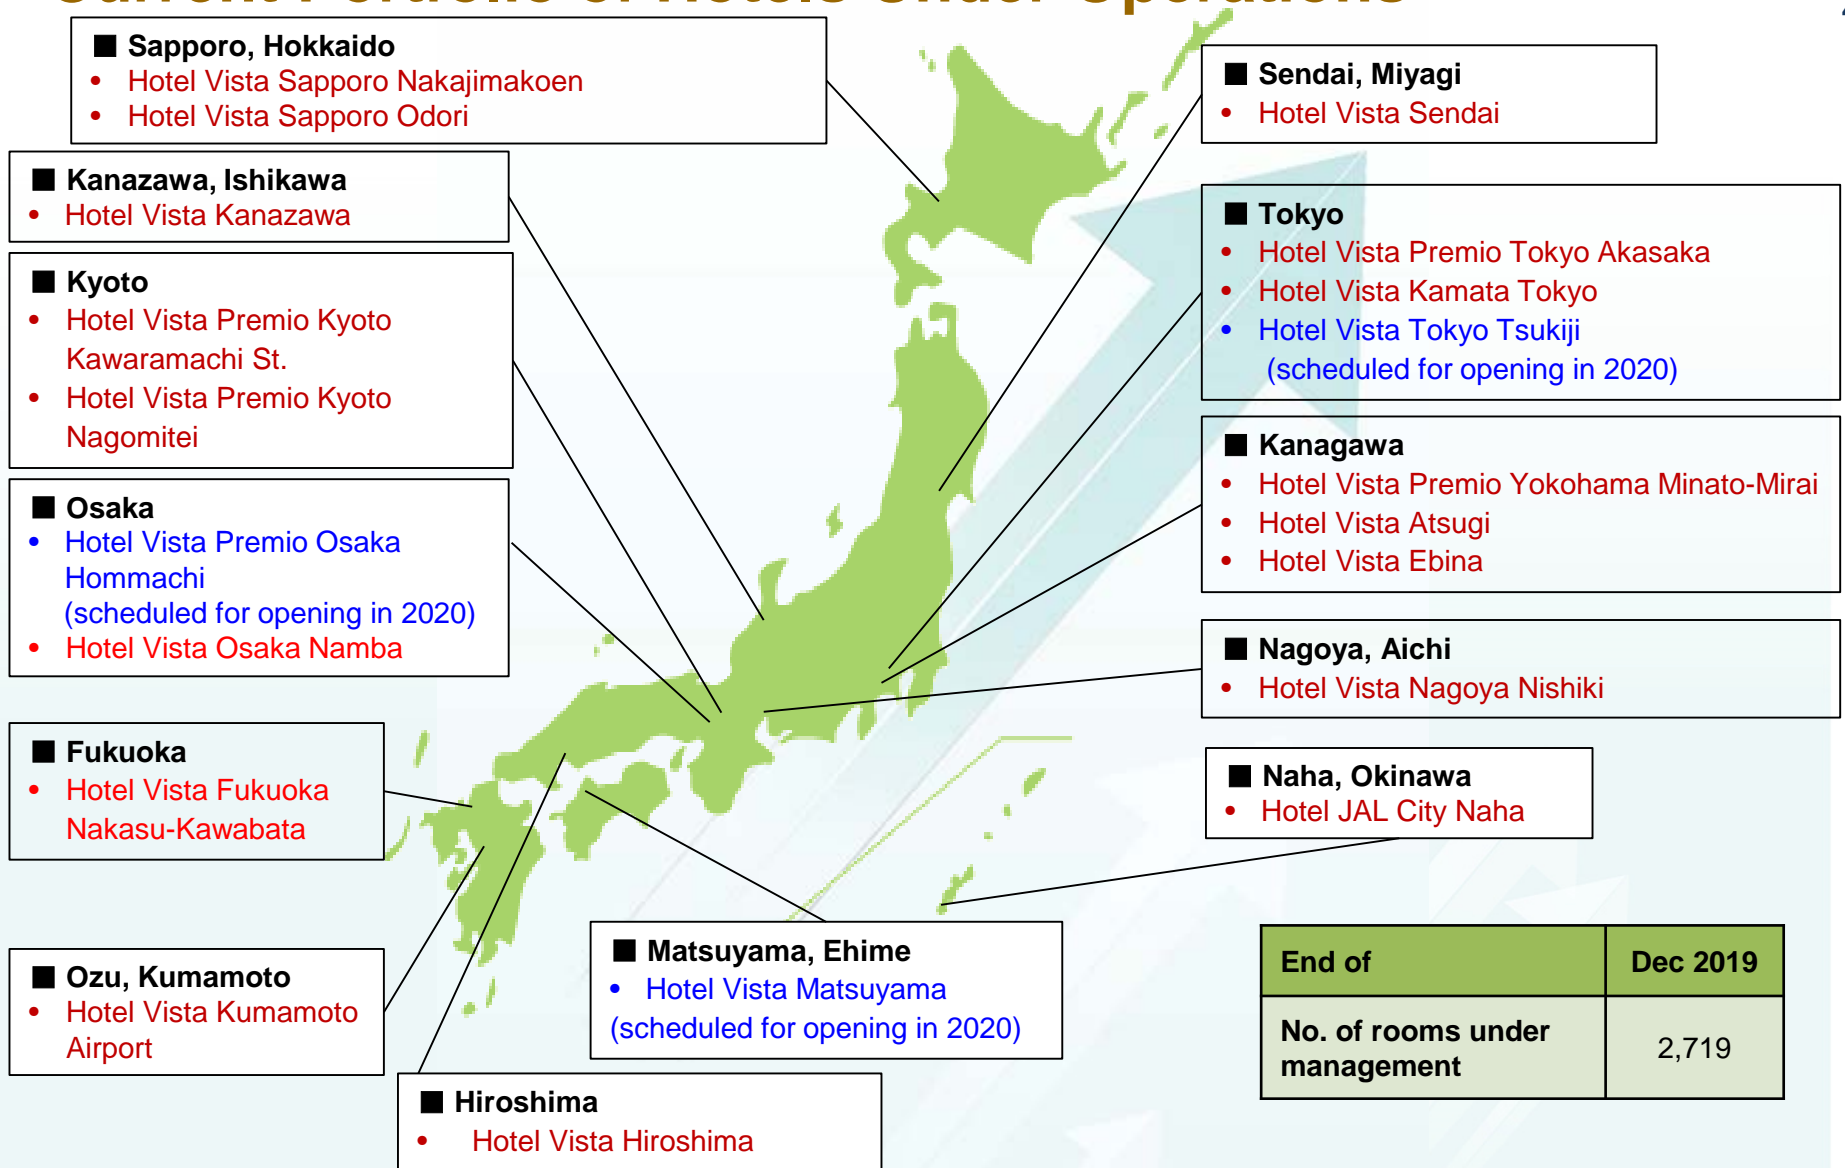 Current Portfolio of Hotels Under Operations
■ Sapporo, Hokkaido
• Hotel Vista Sapporo Nakajimakoen
• Hotel Vista Sapporo Odori
■ Kanazawa, Ishikawa
• Hotel Vista Kanazawa
■ Kyoto
• Hotel Vista Premio Kyoto
Kawaramachi St.
• Hotel Vista Premio Kyoto
Nagomitei
■ Osaka
• Hotel Vista Premio Osaka
Hommachi
(scheduled for opening in 2020)
• Hotel Vista Osaka Namba
■ Fukuoka
• Hotel Vista Fukuoka
Nakasu-Kawabata
■ Ozu, Kumamoto
• Hotel Vista Kumamoto
Airport
■ Hiroshima
• Hotel Vista Hiroshima
■ Matsuyama, Ehime
• Hotel Vista Matsuyama
(scheduled for opening in 2020)
■ Sendai, Miyagi
• Hotel Vista Sendai
■ Tokyo
• Hotel Vista Premio Tokyo Akasaka
• Hotel Vista Kamata Tokyo
• Hotel Vista Tokyo Tsukiji
(scheduled for opening in 2020)
■ Kanagawa
• Hotel Vista Premio Yokohama Minato-Mirai
• Hotel Vista Atsugi
• Hotel Vista Ebina
■ Nagoya, Aichi
• Hotel Vista Nagoya Nishiki
■ Naha, Okinawa
• Hotel JAL City Naha
End of Dec 2019
No. of rooms under
management 2,719